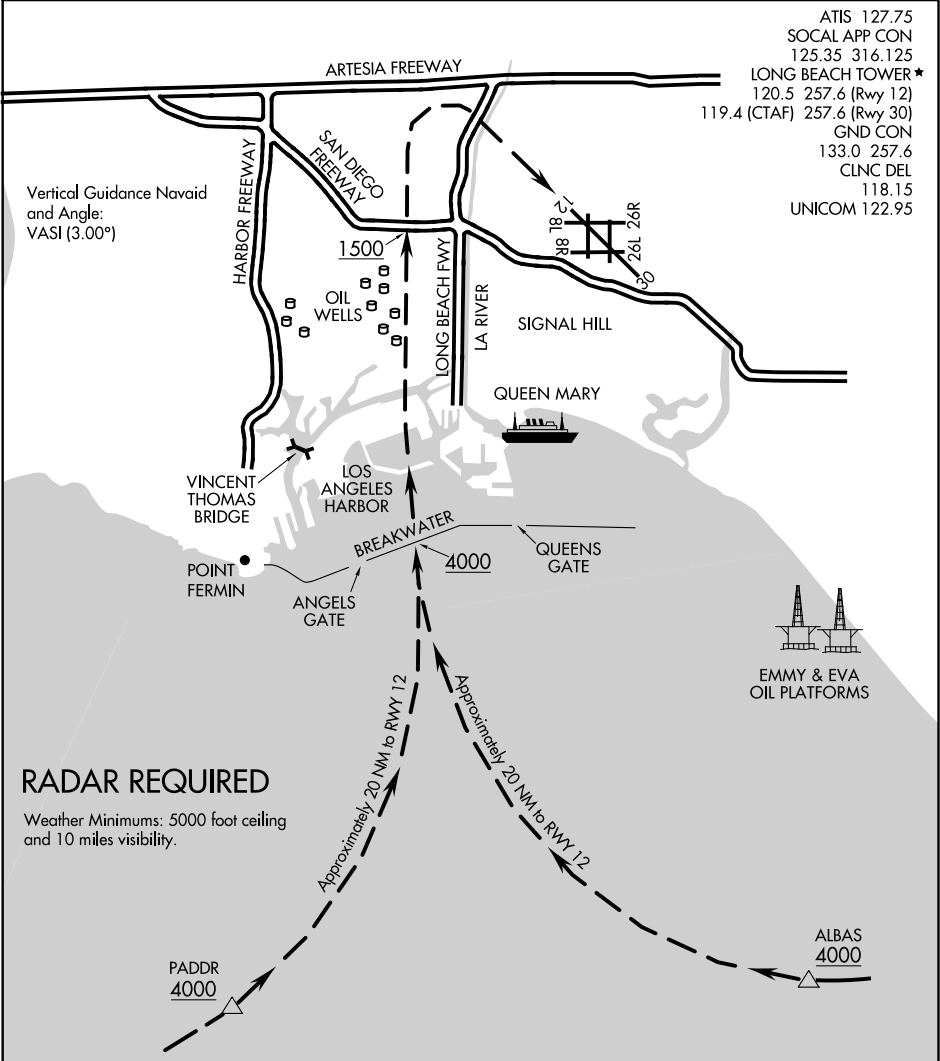 ATIS 127.75
SOCAL APP CON
125.35 316.125
LONG BEACH TOWER★
120.5 257.6 (Rwy 12)
119.4 (CTAF) 257.6 (Rwy 30)
GND CON
133.0 257.6
CLNC DEL
118.15
UNICOM 122.95
ARTESIA FREEWAY
SAN DIEGO
FREEWAY
Vertical Guidance Navaid
and Angle:
VASI (3.00°)
HARBOR FREEWAY
12
8L
26R
8R
26L
30
1500
OIL
WELLS
LONG BEACH FWY
LA RIVER
SIGNAL HILL
QUEEN MARY
VINCENT
THOMAS
BRIDGE
LOS
ANGELES
HARBOR
BREAKWATER
4000
QUEENS
GATE
POINT
FERMIN
ANGELS
GATE
EMMY & EVA
OIL PLATFORMS
Approximately 20 NM to RWY 12
Approximately 20 NM to RWY 12
RADAR REQUIRED
Weather Minimums: 5000 foot ceiling
and 10 miles visibility.
PADDR
4000
ALBAS
4000